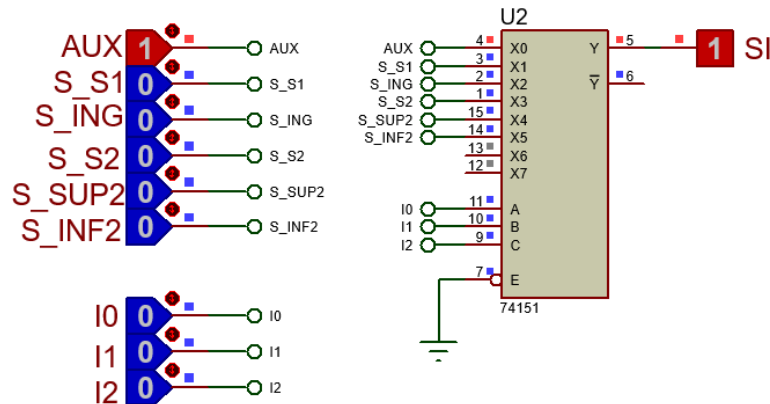 U2
AUX 1 AUX
S_S1 0 S_S1
S_ING 0 S_ING
S_S2 0 S_S2
S_SUP2 0 S_SUP2
S_INF2 0 S_INF2
I0 0 I0
I1 0 I1
I2 0 I2
AUX 4 X0 Y 5 1 SI
S_S1 3 X1
S_ING 2 X2 Y 6
S_S2 1 X3
S_SUP2 15 X4
S_INF2 14 X5
13 X6
12 X7
I0 11 A
I1 10 B
I2 9 C
7 E
74151